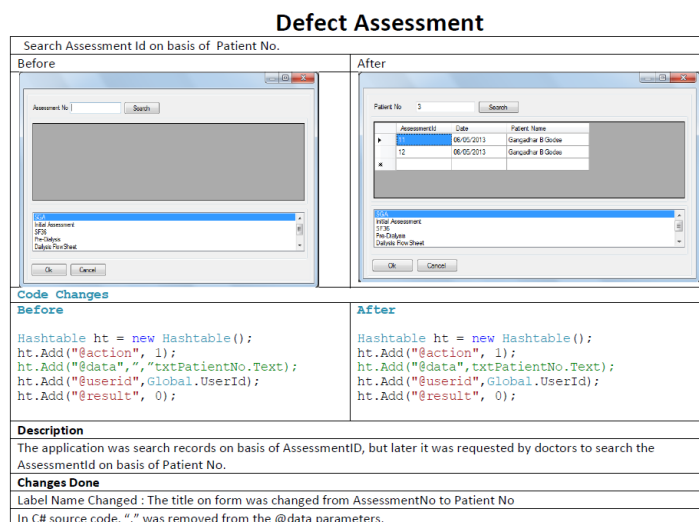 Defect Assessment
Search Assessment Id on basis of Patient No.
Before
After
Assessment No
Search
SGA
Initial Assessment
SF36
Pre-Dialysis
Dialysis Flow Sheet
Ok
Cancel
Patient No
3
Search
AssessmentId
Date
Patient Name
11
06/05/2013
Gangadhar B Godse
12
06/05/2013
Gangadhar B Godse
SGA
Initial Assessment
SF36
Pre-Dialysis
Dialysis Flow Sheet
Ok
Cancel
Code Changes
Before
Hashtable ht = new Hashtable();
ht.Add("@action", 1);
ht.Add("@data",",”txtPatientNo.Text);
ht.Add("@userid",Global.UserId);
ht.Add("@result", 0);
After
Hashtable ht = new Hashtable();
ht.Add("@action", 1);
ht.Add("@data",txtPatientNo.Text);
ht.Add("@userid",Global.UserId);
ht.Add("@result", 0);
Description
The application was search records on basis of AssessmentID, but later it was requested by doctors to search the
AssessmentId on basis of Patient No.
Changes Done
Label Name Changed : The title on form was changed from AssessmentNo to Patient No
In C# source code, “,” was removed from the @data parameters.